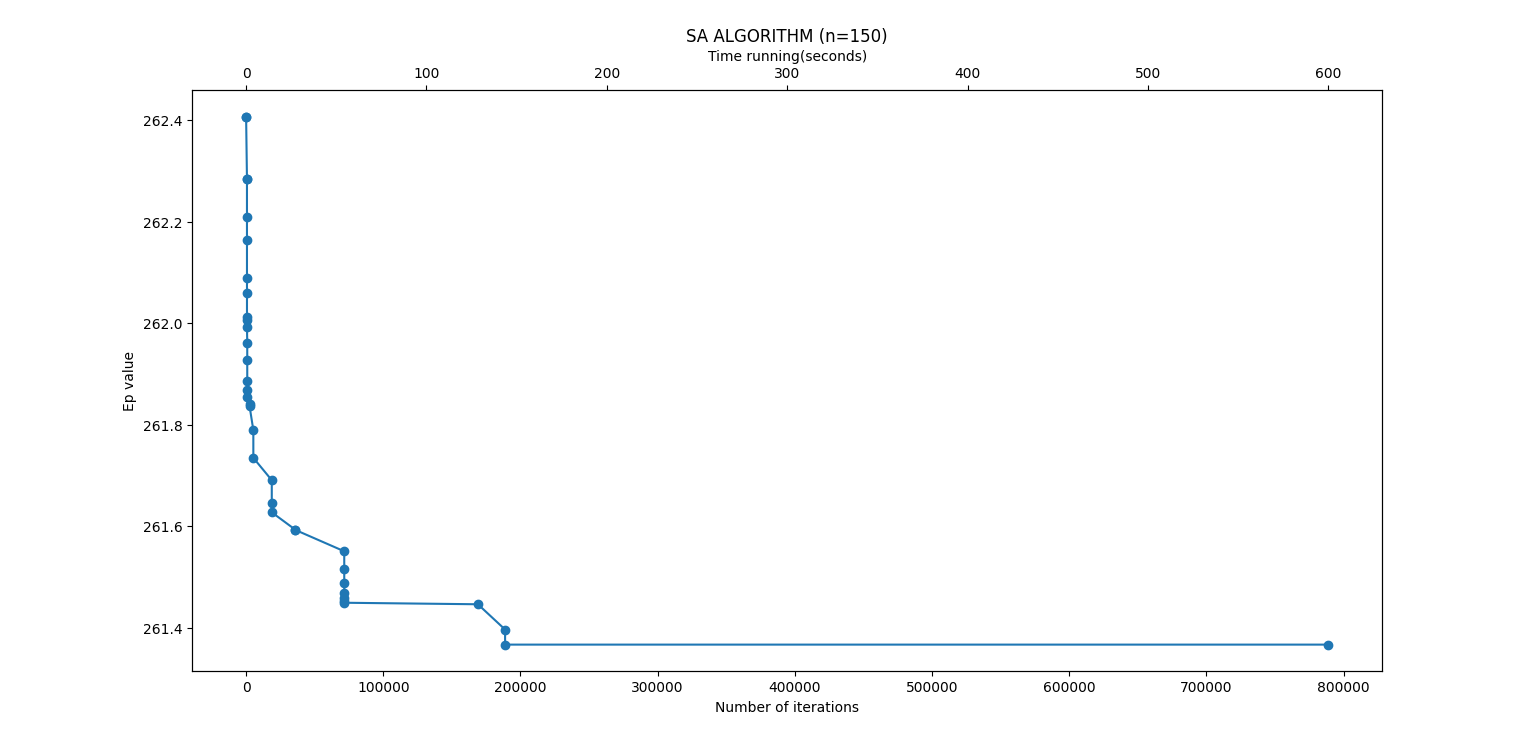 SA ALGORITHM (n=150)
Time running(seconds)
0 100 200 300 400 500 600
262.4
262.2
262.0
261.8
261.6
261.4
Ep value
0 100000 200000 300000 400000 500000 600000 700000 800000
Number of iterations